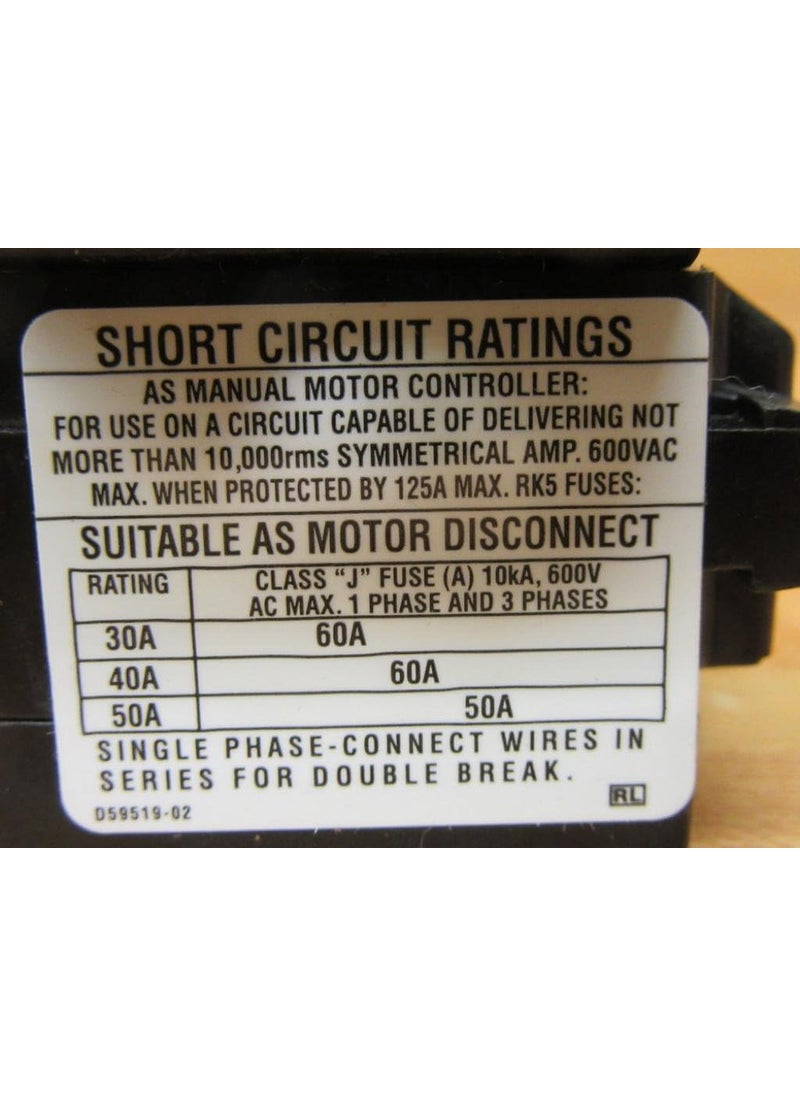 SHORT CIRCUIT RATINGS
AS MANUAL MOTOR CONTROLLER:
FOR USE ON A CIRCUIT CAPABLE OF DELIVERING NOT
MORE THAN 10,000rms SYMMETRICAL AMP. 600VAC
MAX. WHEN PROTECTED BY 125A MAX. RK5 FUSES:
SUITABLE AS MOTOR DISCONNECT
RATING CLASS “J” FUSE (A) 10kA, 600V
AC MAX. 1 PHASE AND 3 PHASES
30A 60A
40A 60A
50A 50A
SINGLE PHASE-CONNECT WIRES IN
SERIES FOR DOUBLE BREAK.
D59519-02 RL